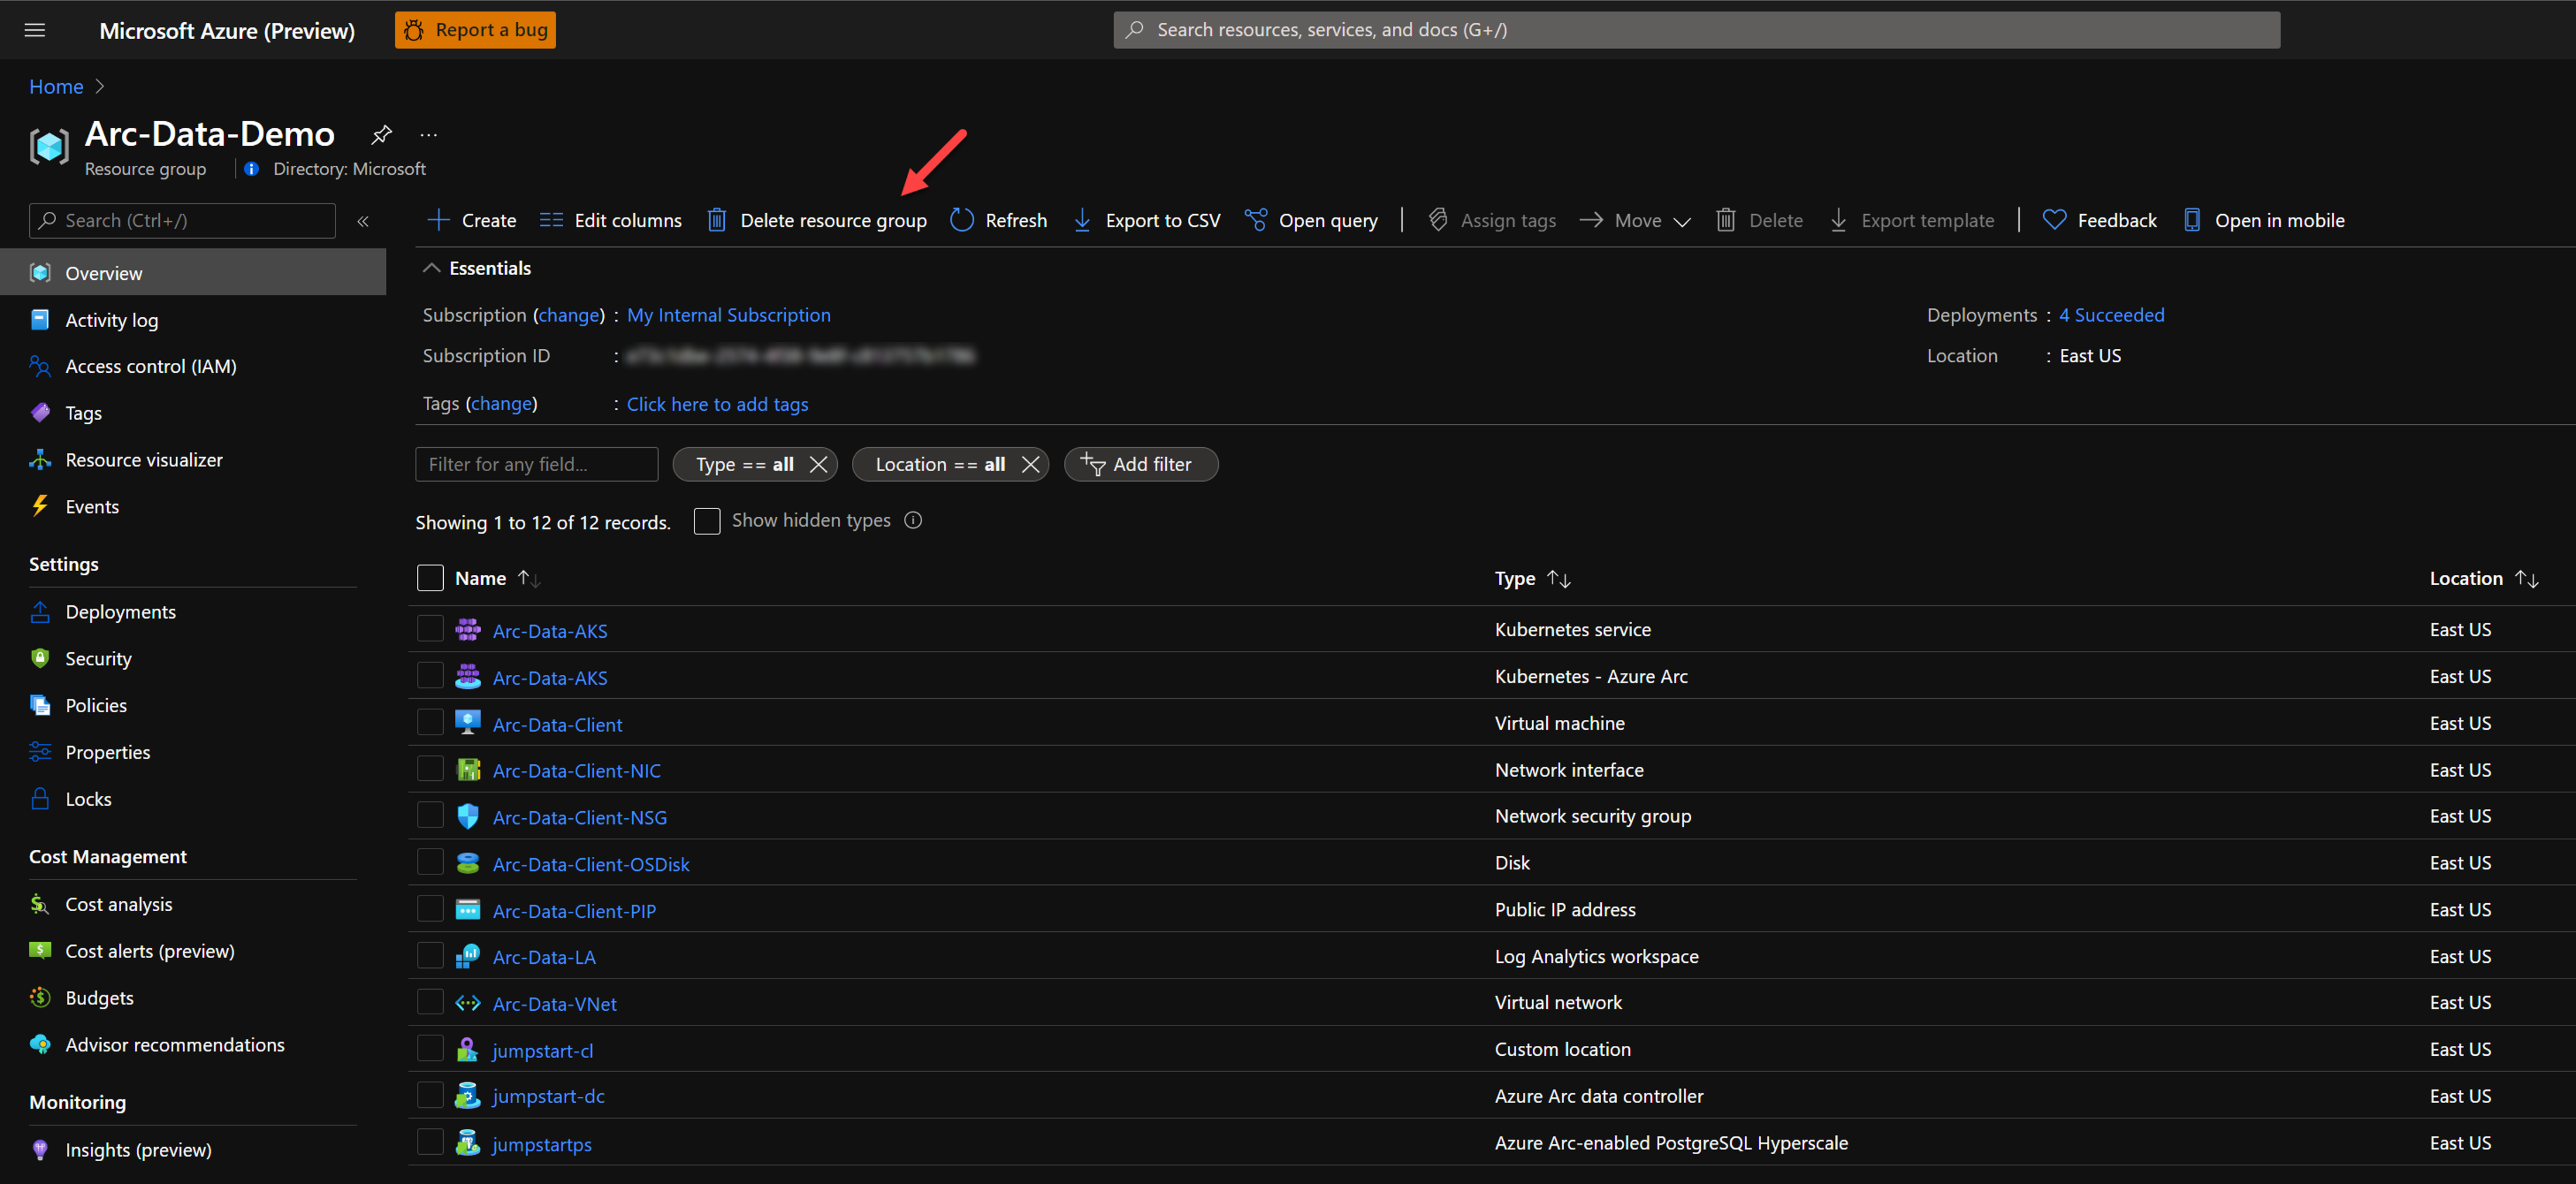 Microsoft Azure (Preview) Report a bug Search resources, services, and docs (G+/)
Home
Arc-Data-Demo
Resource group Directory: Microsoft
Search (Ctrl+/)
Create Edit columns Delete resource group Refresh Export to CSV Open query Assign tags Move Delete Export template Feedback Open in mobile
Overview
Activity log
Access control (IAM)
Tags
Resource visualizer
Events
Settings
Deployments
Security
Policies
Properties
Locks
Cost Management
Cost analysis
Cost alerts (preview)
Budgets
Advisor recommendations
Monitoring
Insights (preview)
Essentials
Subscription (change) : My Internal Subscription
Deployments : 4 Succeeded
Subscription ID :
Location : East US
Tags (change) : Click here to add tags
Filter for any field... Type == all Location == all Add filter
Showing 1 to 12 of 12 records. Show hidden types
Name Type Location
Arc-Data-AKS Kubernetes service East US
Arc-Data-AKS Kubernetes - Azure Arc East US
Arc-Data-Client Virtual machine East US
Arc-Data-Client-NIC Network interface East US
Arc-Data-Client-NSG Network security group East US
Arc-Data-Client-OSDisk Disk East US
Arc-Data-Client-PIP Public IP address East US
Arc-Data-LA Log Analytics workspace East US
Arc-Data-VNet Virtual network East US
jumpstart-cl Custom location East US
jumpstart-dc Azure Arc data controller East US
jumpstartps Azure Arc-enabled PostgreSQL Hyperscale East US